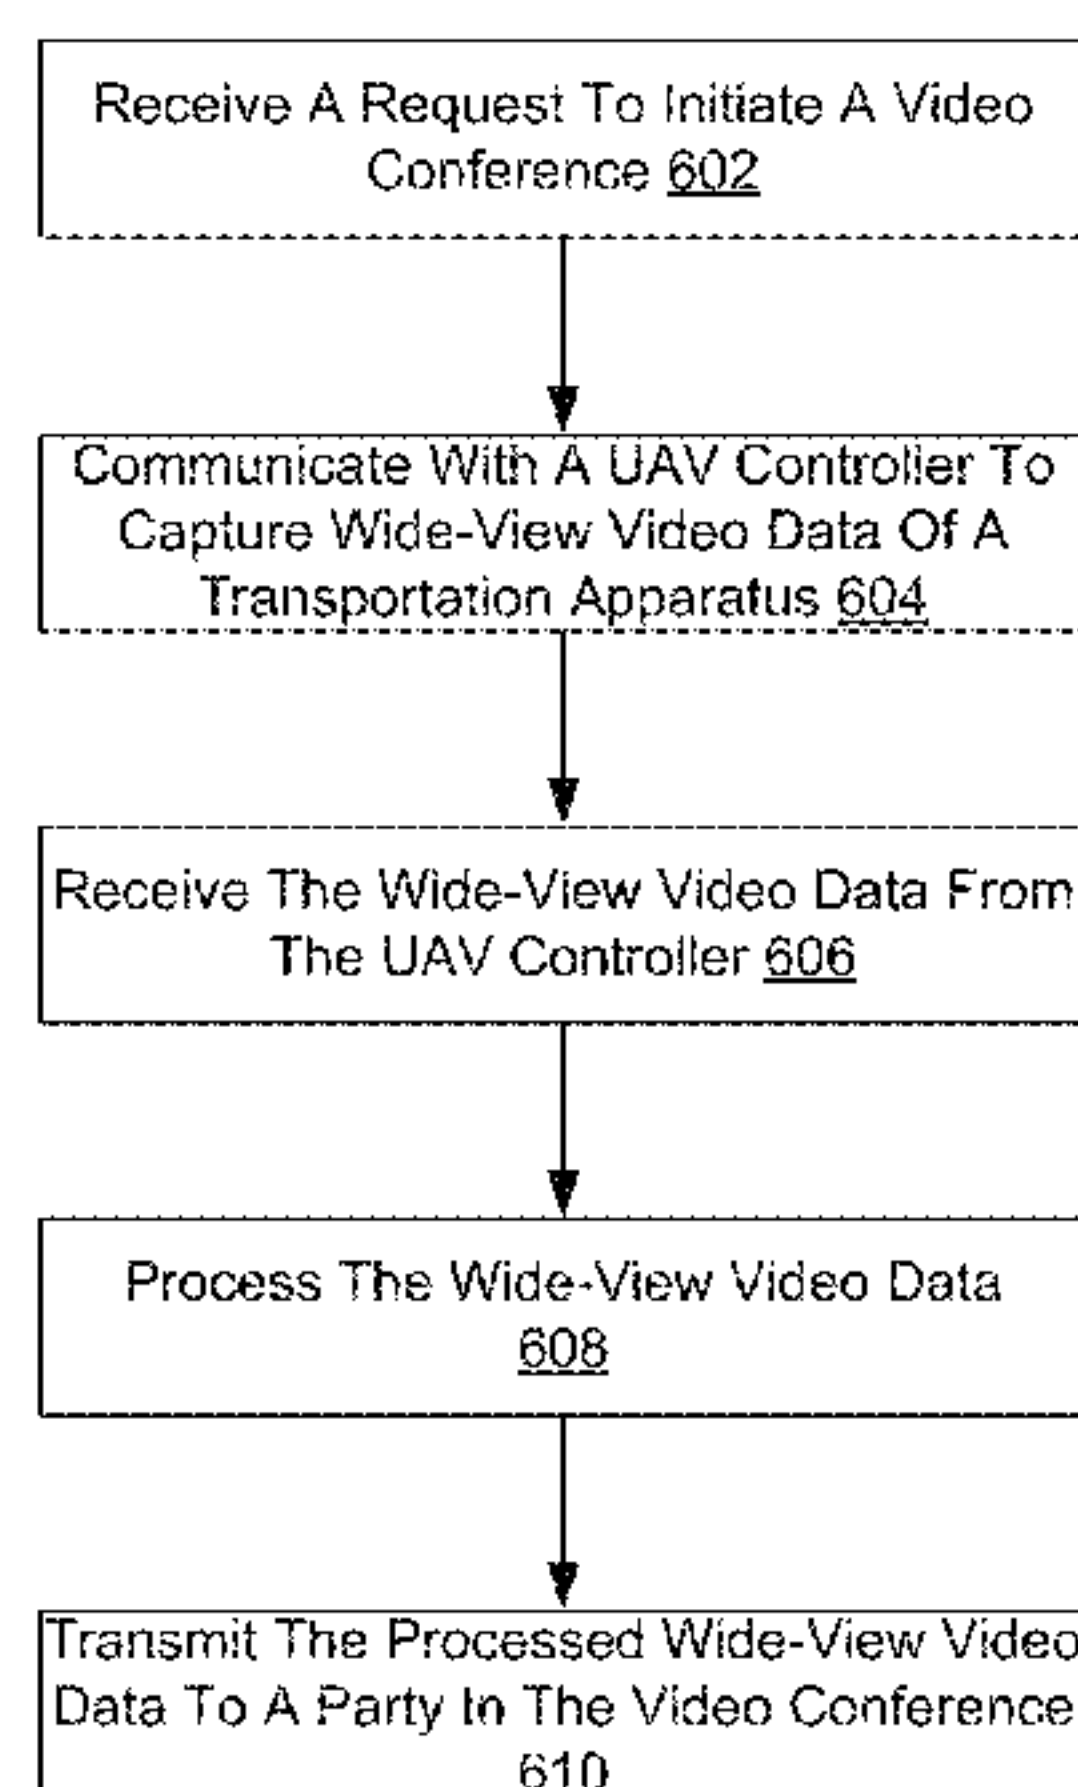 Receive A Request To Initiate A Video
Conference 602
Communicate With A UAV Controller To
Capture Wide-View Video Data Of A
Transportation Apparatus 604
Receive The Wide-View Video Data From
The UAV Controller 606
Process The Wide-View Video Data
608
Transmit The Processed Wide-View Video
Data To A Party In The Video Conference
610